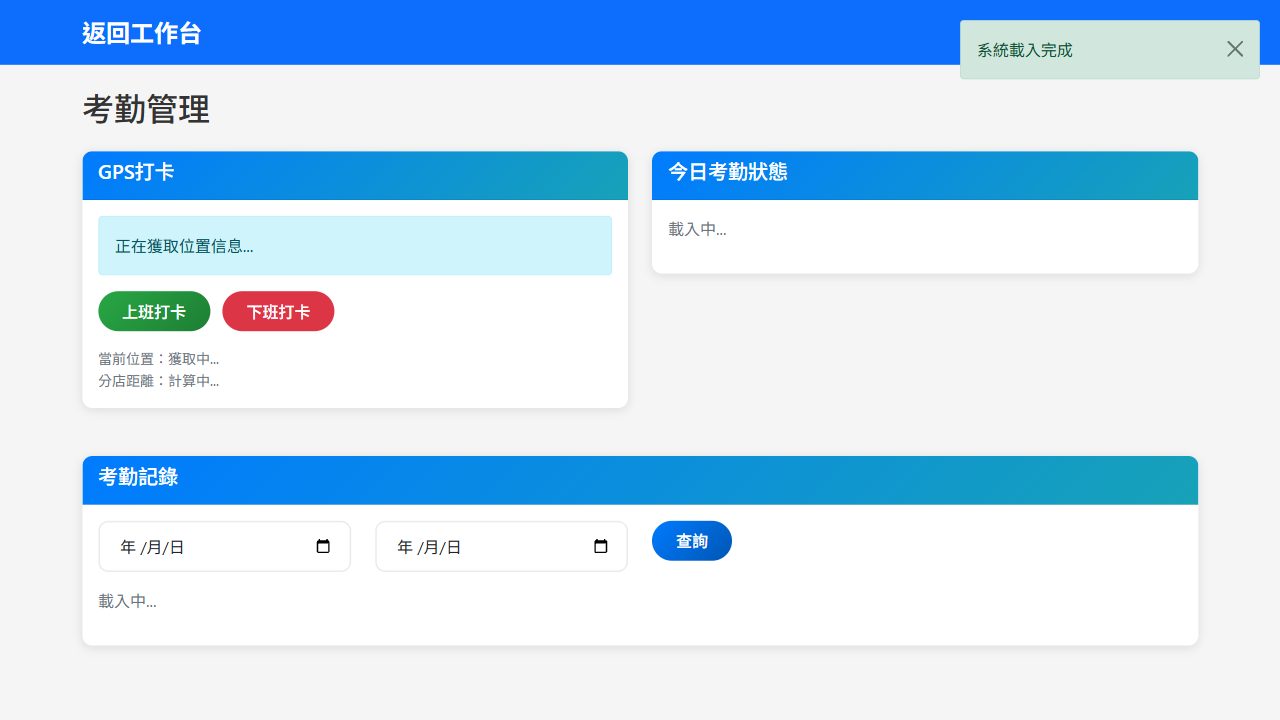 返回工作台
系統載入完成
考勤管理
GPS打卡
正在獲取位置信息...
上班打卡
下班打卡
當前位置：獲取中...
分店距離：計算中...
今日考勤狀態
載入中...
考勤記錄
年 /月/日
年 /月/日
查詢
載入中...